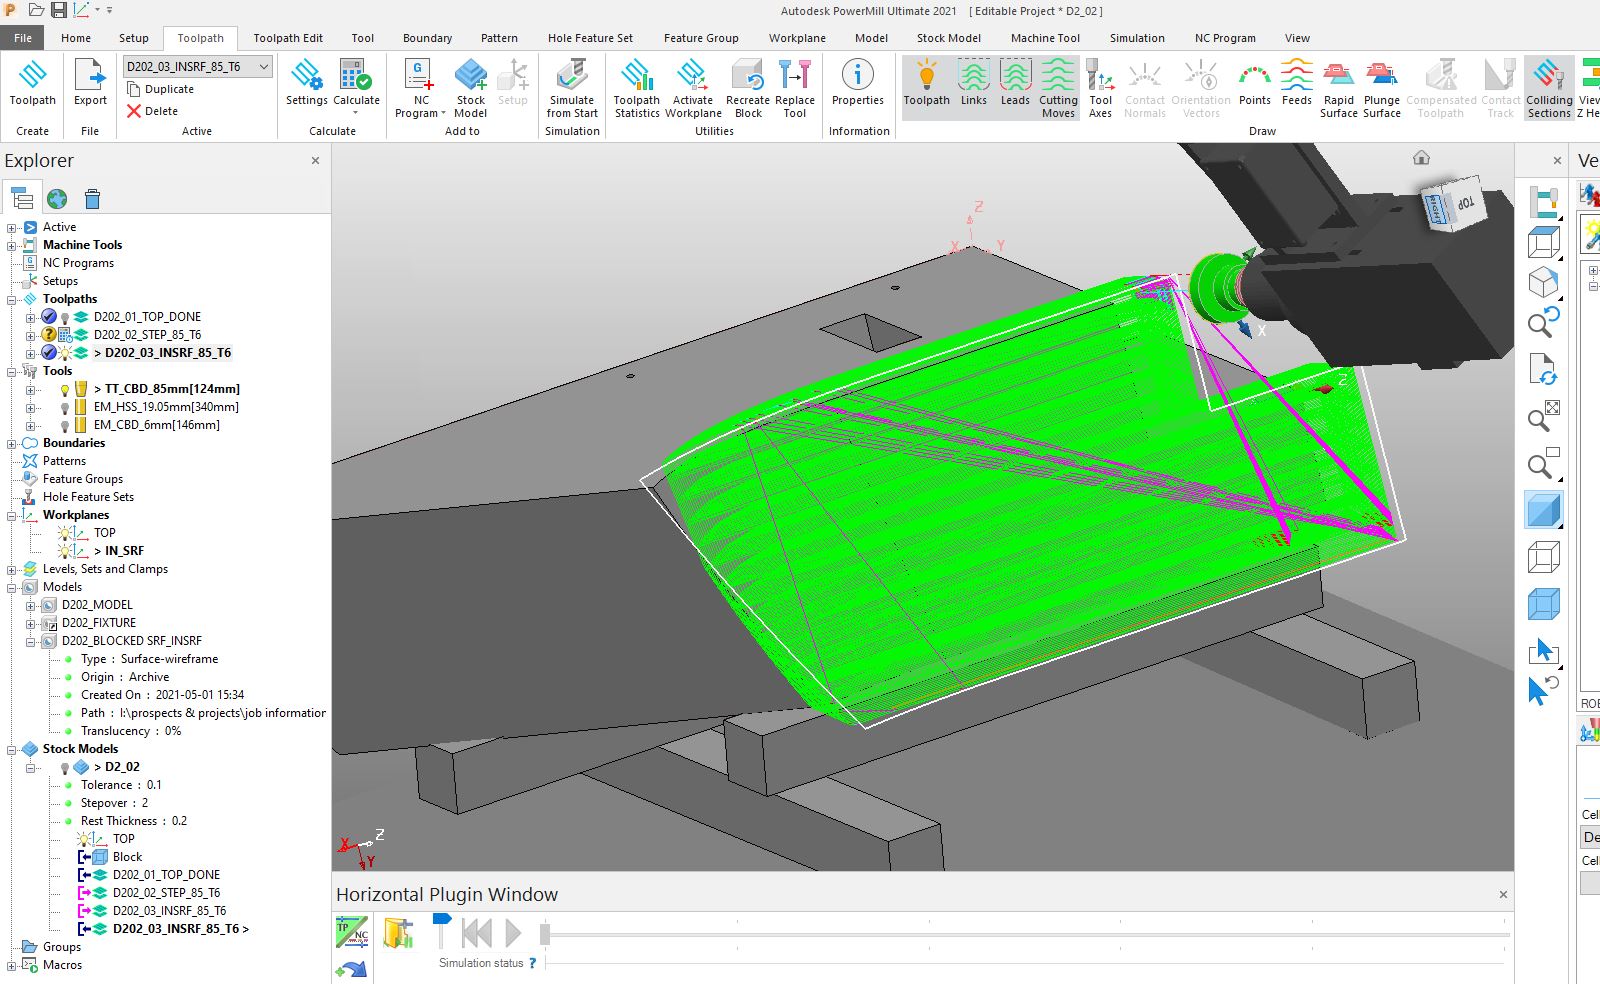 Autodesk PowerMill Ultimate 2021 [ Editable Project * D2_02 ]
File Home Setup Toolpath Toolpath Edit Tool Boundary Pattern Hole Feature Set Feature Group Workplane Model Stock Model Machine Tool Simulation NC Program View
D202_03_INSRF_85_T6
Duplicate
Delete
Toolpath Export Settings Calculate NC Program Stock Model Setup Simulate from Start Toolpath Statistics Activate Workplane Recreate Block Replace Tool Properties Toolpath Links Leads Cutting Moves Tool Axes Contact Normals Orientation Vectors Points Feeds Rapid Surface Plunge Surface Compensated Toolpath Contact Track Colliding Sections
Create File Active Calculate Add to Simulation Utilities Information Draw
Explorer
Active
Machine Tools
NC Programs
Setups
Toolpaths
D202_01_TOP_DONE
D202_02_STEP_85_T6
> D202_03_INSRF_85_T6
Tools
> TT_CBD_85mm[124mm]
EM_HSS_19.05mm[340mm]
EM_CBD_6mm[146mm]
Boundaries
Patterns
Feature Groups
Hole Feature Sets
Workplanes
TOP
> IN_SRF
Levels, Sets and Clamps
Models
D202_MODEL
D202_FIXTURE
D202_BLOCKED SRF_INSRF
Type : Surface-wireframe
Origin : Archive
Created On : 2021-05-01 15:34
Path : I:\prospects & projects\job information
Translucency : 0%
Stock Models
> D2_02
Tolerance : 0.1
Stepover : 2
Rest Thickness : 0.2
TOP
Block
D202_01_TOP_DONE
D202_02_STEP_85_T6
D202_03_INSRF_85_T6
D202_03_INSRF_85_T6 >
Groups
Macros
Z
X Y
X
Z
RIGHT TOP
Z
X
Y
Horizontal Plugin Window
TP NC
Simulation status ?